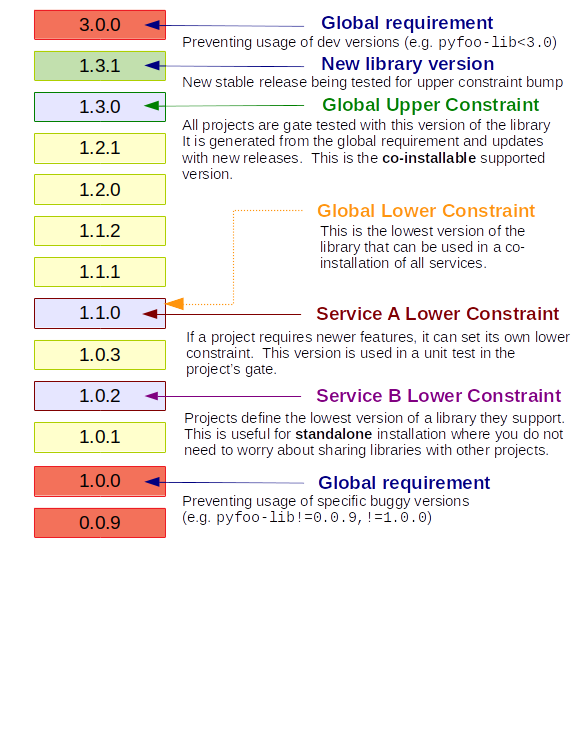 3.0.0
Global requirement
Preventing usage of dev versions (e.g. pyfoo-lib<3.0)
1.3.1
New library version
New stable release being tested for upper constraint bump
1.3.0
Global Upper Constraint
All projects are gate tested with this version of the library
It is generated from the global requirement and updates
with new releases.  This is the co-installable supported
version.
1.2.1
1.2.0
1.1.2
Global Lower Constraint
This is the lowest version of the
library that can be used in a co-
installation of all services.
1.1.1
1.1.0
Service A Lower Constraint
If a project requires newer features, it can set its own lower
constraint.  This version is used in a unit test in the
project's gate.
1.0.3
1.0.2
Service B Lower Constraint
Projects define the lowest version of a library they support.
This is useful for standalone installation where you do not
need to worry about sharing libraries with other projects.
1.0.1
1.0.0
Global requirement
Preventing usage of specific buggy versions
(e.g. pyfoo-lib!=0.0.9,!=1.0.0)
0.0.9